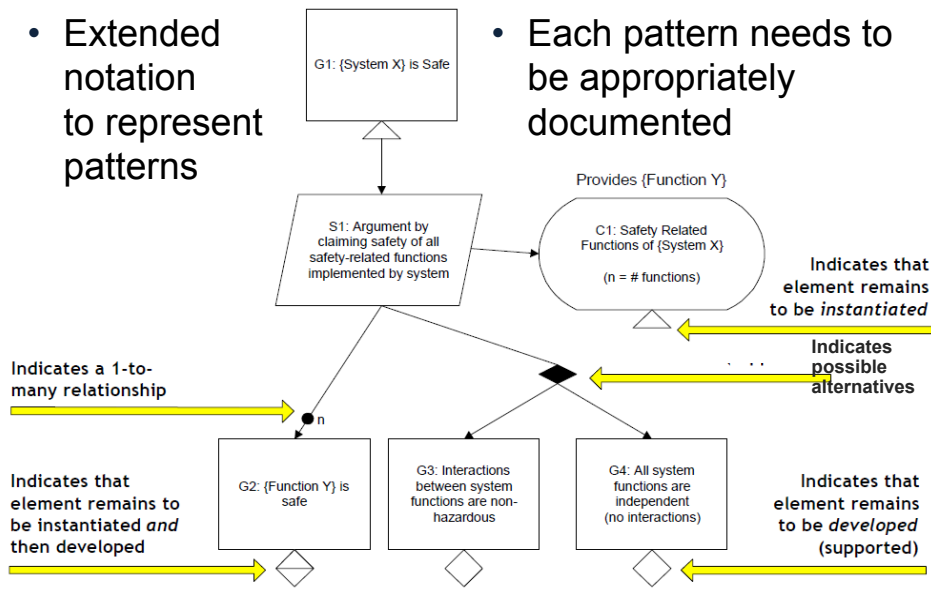 • Extended
notation
to represent
patterns
• Each pattern needs to
be appropriately
documented
G1: {System X} is Safe
Provides {Function Y}
S1: Argument by
claiming safety of all
safety-related functions
implemented by system
C1: Safety Related
Functions of {System X}
(n = # functions)
Indicates that
element remains
to be instantiated
Indicates
possible
alternatives
Indicates a 1-to-
many relationship
n
G2: {Function Y} is
safe
G3: Interactions
between system
functions are non-
hazardous
G4: All system
functions are
independent
(no interactions)
Indicates that
element remains to
be instantiated and
then developed
Indicates that
element remains
to be developed
(supported)